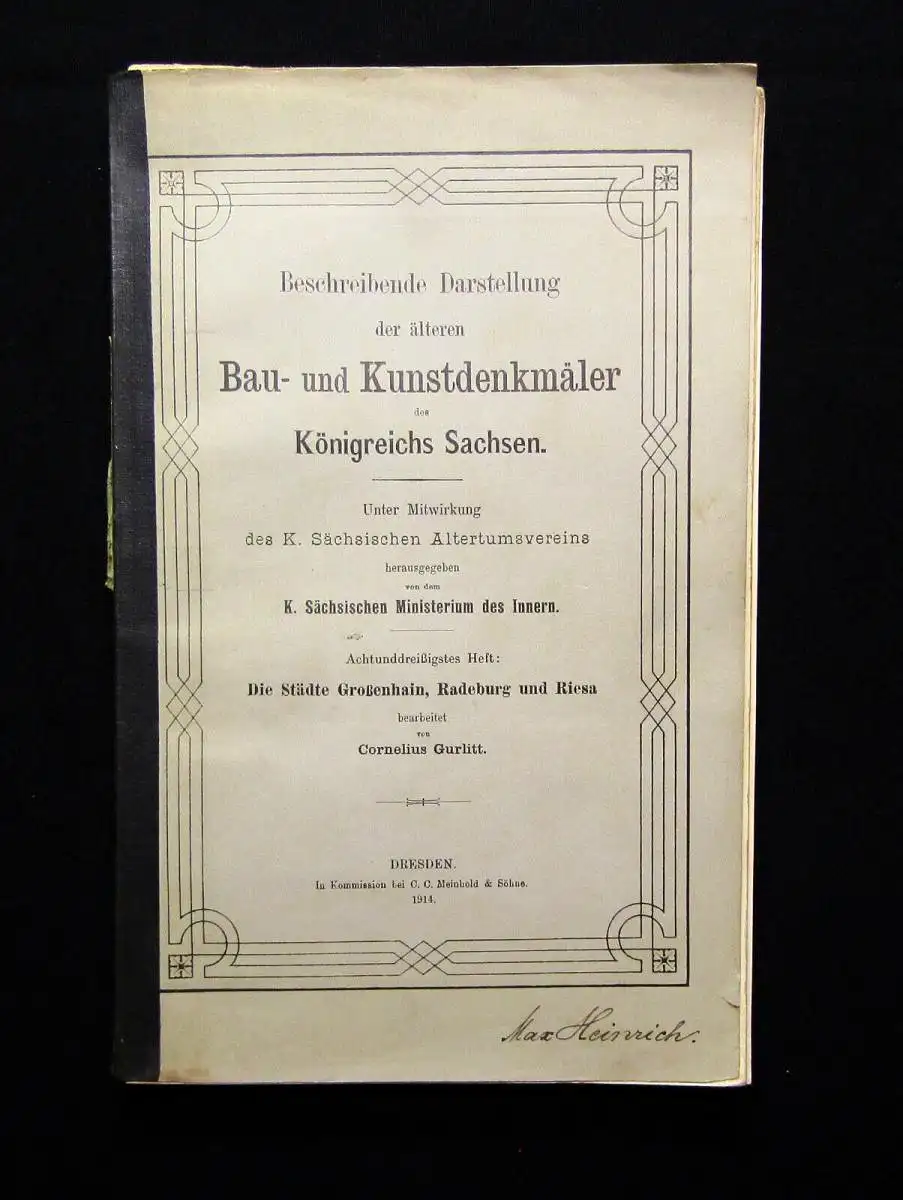 Beschreibende Darstellung
der älteren
Bau- und Kunstdenkmäler
des
Königreichs Sachsen.
Unter Mitwirkung
des K. Sächsischen Altertumsvereins
herausgegeben
von dem
K. Sächsischen Ministerium des Innern.
Achtunddreißigstes Heft:
Die Städte Großenhain, Radeburg und Riesa
bearbeitet
von
Cornelius Gurlitt.
DRESDEN.
In Kommission bei C. C. Meinhold & Söhne.
1914.
Max Heinrich.